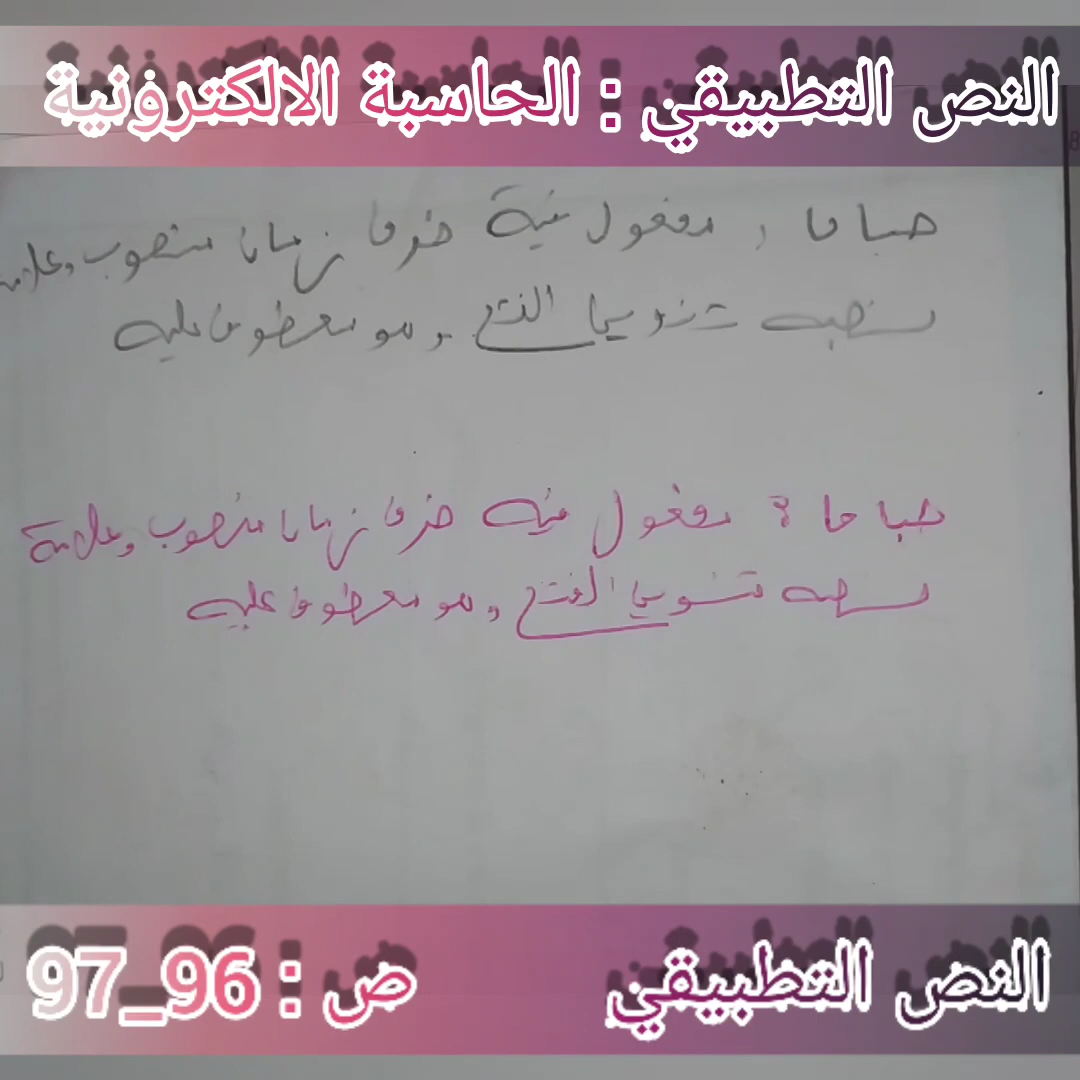 النص التطبيقي : الحاسبة الالكترونية
صباحا : مفعول فيه ظرف زمان منصوب وعلامة
نصبه تنوين الفتح وهو معطوف عليه
صباحا : مفعول فيه ظرف زمان منصوب وعلامة
نصبه تنوين الفتح وهو معطوف عليه
النص التطبيقي ص : 96_97